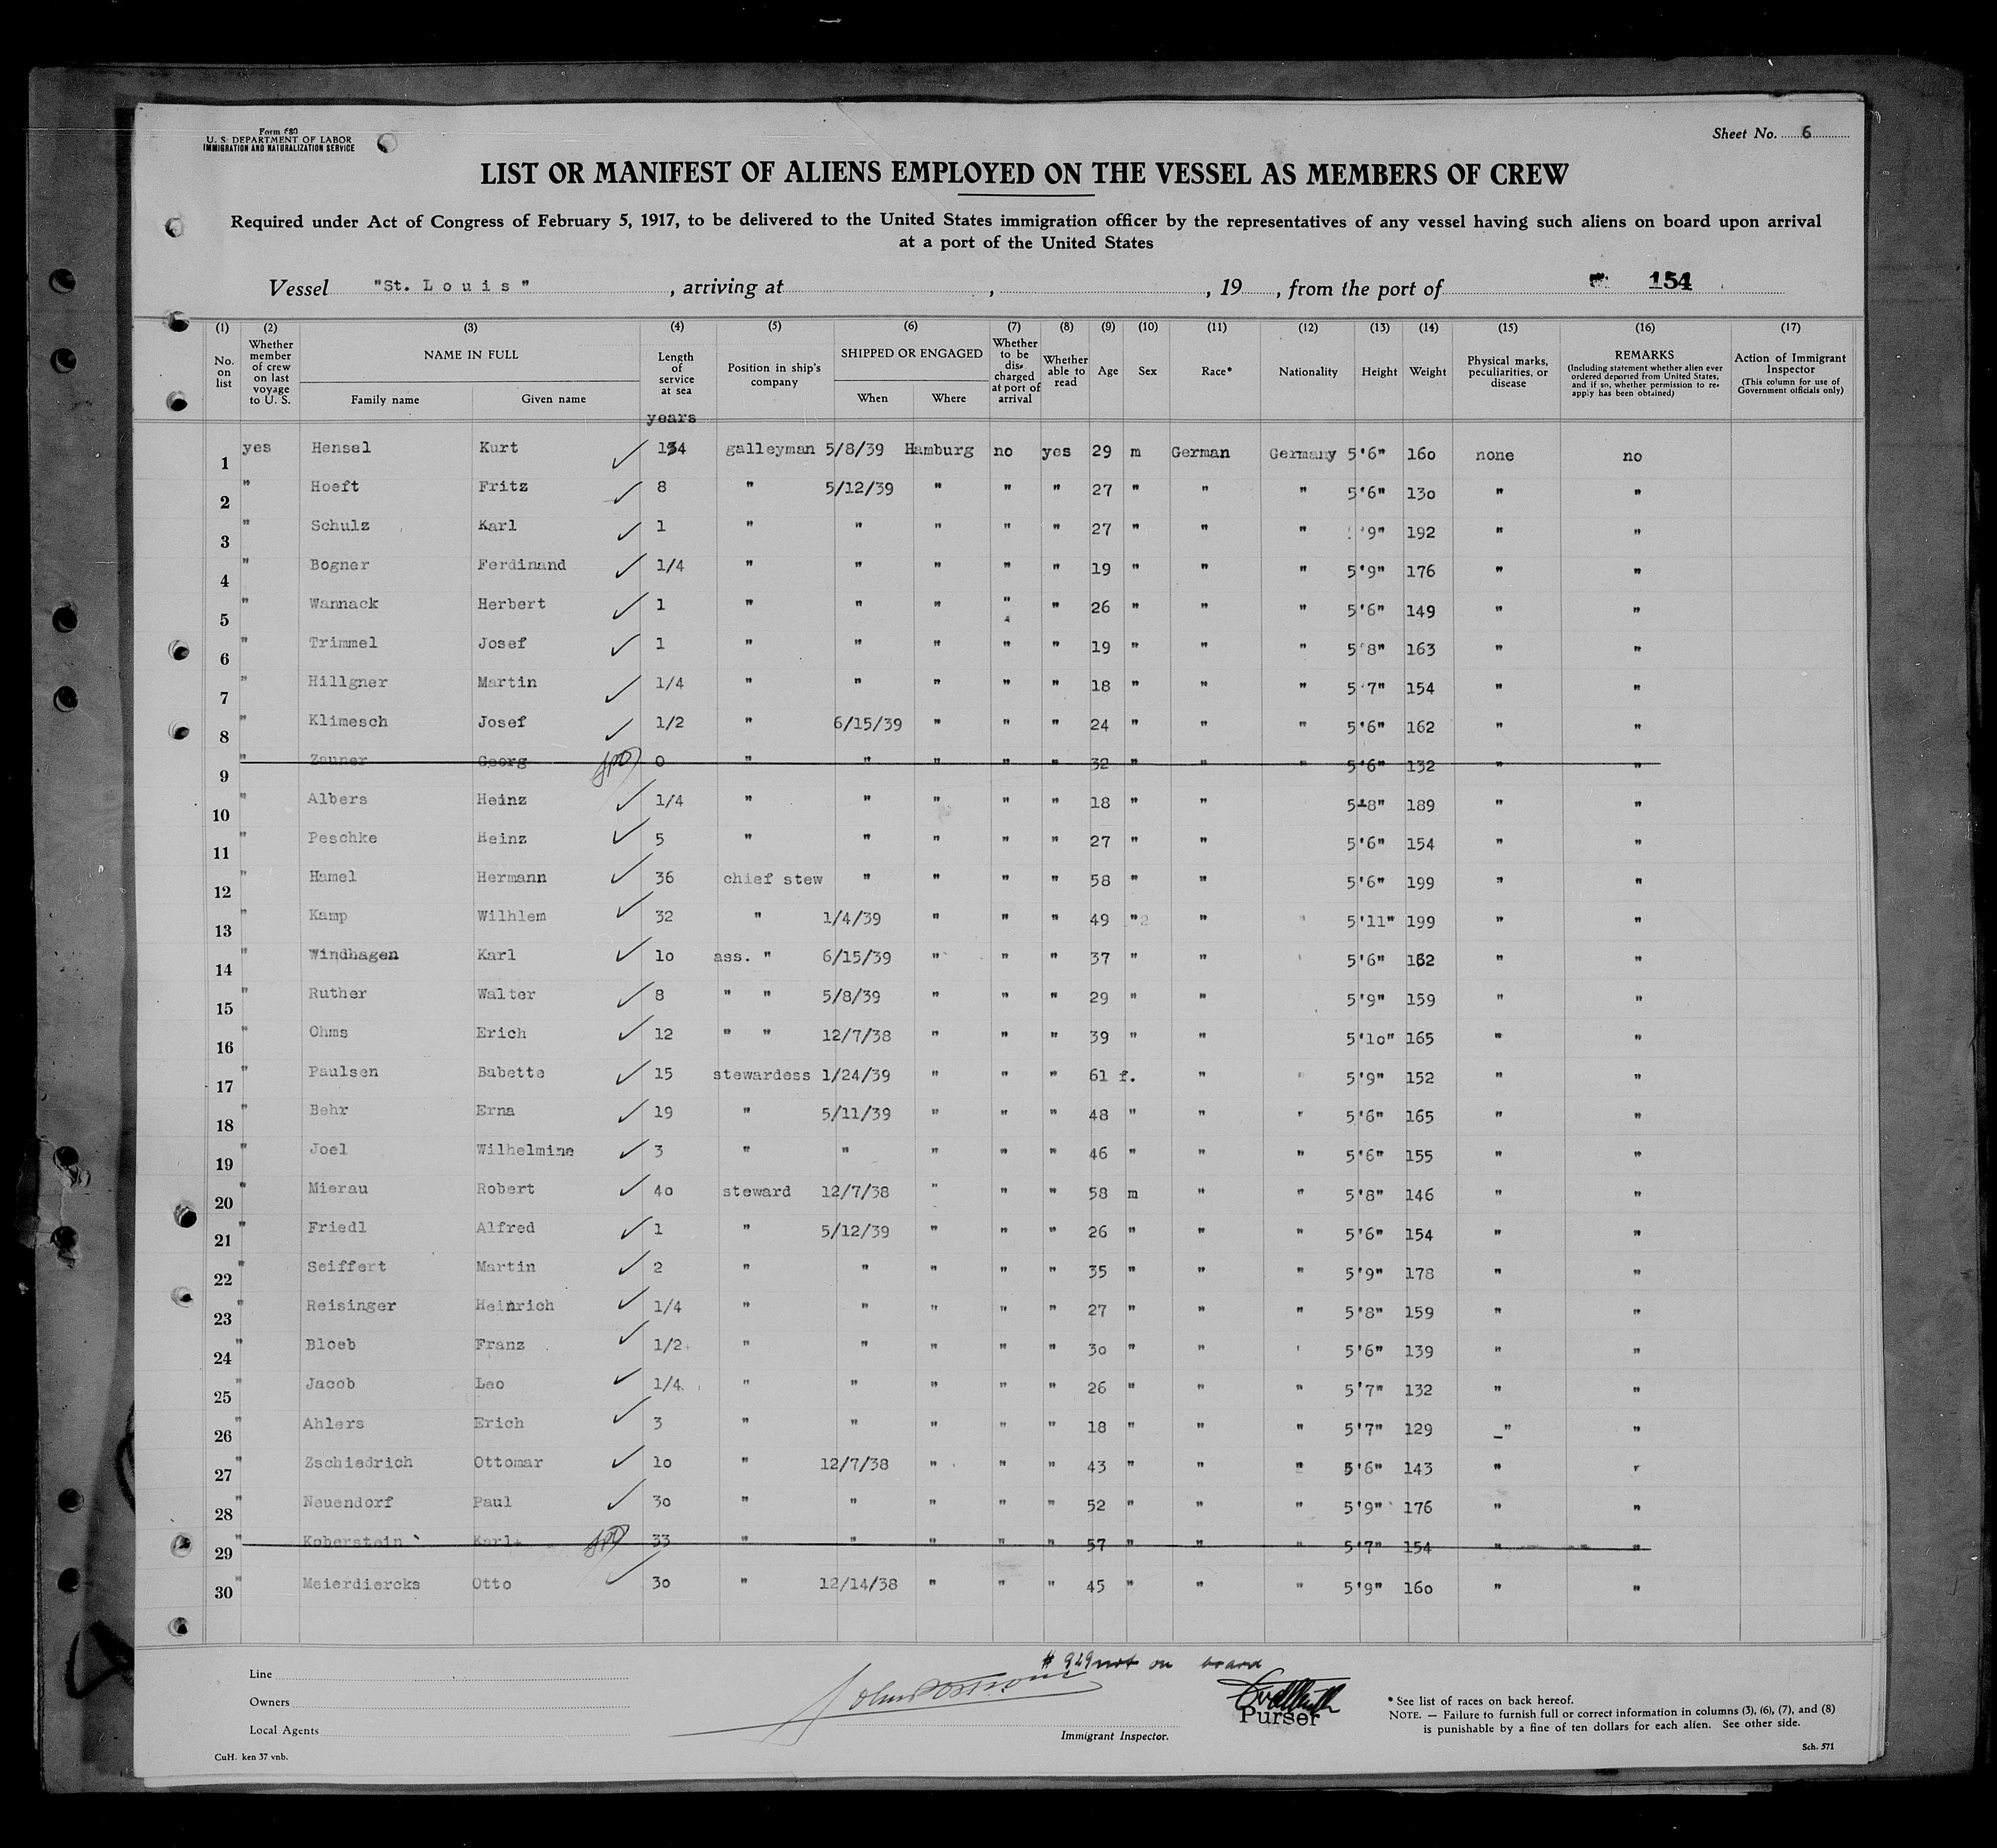 Form 680
U. S. DEPARTMENT OF LABOR
IMMIGRATION AND NATURALIZATION SERVICE
Sheet No. 6
LIST OR MANIFEST OF ALIENS EMPLOYED ON THE VESSEL AS MEMBERS OF CREW
Required under Act of Congress of February 5, 1917, to be delivered to the United States immigration officer by the representatives of any vessel having such aliens on board upon arrival
at a port of the United States
Vessel "St. Louis" , arriving at , , 19 , from the port of 154
(1) (2) (3) (4) (5) (6) (7) (8) (9) (10) (11) (12) (13) (14) (15) (16) (17)
No. on list
Whether member of crew on last voyage to U. S.
NAME IN FULL
Family name Given name
Length of service at sea
years
Position in ship's company
SHIPPED OR ENGAGED
When Where
Whether to be discharged at port of arrival
Whether able to read
Age
Sex
Race*
Nationality
Height
Weight
Physical marks, peculiarities, or disease
REMARKS
(Including statement whether alien ever ordered deported from United States, and if so, whether permission to reapply has been obtained)
Action of Immigrant Inspector
(This column for use of Government officials only)
1 yes Hensel Kurt ✓ galleyman 5/8/39 Hamburg no yes 29 m German Germany 5'6" 160 none no
2 " Hoeft Fritz ✓ 8 " 5/12/39 " " " 27 " " " 5'6" 130 " "
3 " Schulz Karl ✓ 1 " " " " " 27 " " " '9" 192 " "
4 " Bogner Ferdinand ✓ 1/4 " " " " " 19 " " " 5'9" 176 " "
5 " Wannack Herbert ✓ 1 " " " " " 26 " " " 5'6" 149 " "
6 " Trimmel Josef ✓ 1 " " " " " 19 " " " 5'8" 163 " "
7 " Hillgner Martin ✓ 1/4 " " " " " 18 " " " 5'7" 154 " "
8 " Klimesch Josef ✓ 1/2 " 6/15/39 " " " 24 " " " 5'6" 162 " "
9 " Zauner Georg 0 " " " " " 32 " " " 5'6" 132 " "
10 " Albers Heinz ✓ 1/4 " " " " " 18 " " 5'8" 189 " "
11 " Peschke Heinz ✓ 5 " " " " " 27 " " 5'6" 154 " "
12 " Hamel Hermann ✓ 36 chief stew " " " " 58 " " 5'6" 199 " "
13 " Kamp Wilhlem ✓ 32 " 1/4/39 " " " 49 " " " 5'11" 199 " "
14 " Windhagen Karl ✓ 10 ass. " 6/15/39 " " " 37 " " ' 5'6" 162 " "
15 " Ruther Walter ✓ 8 " " 5/8/39 " " " 29 " " 5'9" 159 " "
16 " Ohms Erich ✓ 12 " " 12/7/38 " " " 39 " " 5'10" 165 " "
17 " Paulsen Babette ✓ 15 stewardess 1/24/39 " " " 61 f. " " 5'9" 152 " "
18 " Behr Erna ✓ 19 " 5/11/39 " " " 48 " " " 5'6" 165 " "
19 " Joel Wilhelmine ✓ 3 " " " " " 46 " " " 5'6" 155 " "
20 " Mierau Robert ✓ 40 steward 12/7/38 " " " 58 m " " 5'8" 146 " "
21 " Friedl Alfred ✓ 1 " 5/12/39 " " " 26 " " " 5'6" 154 " "
22 " Seiffert Martin ✓ 2 " " " " " 35 " " " 5'9" 178 " "
23 " Reisinger Heinrich ✓ 1/4 " " " " " 27 " " " 5'8" 159 " "
24 " Bloeb Franz ✓ 1/2 " " " " " 30 " " ' 5'6" 139 " "
25 " Jacob Leo ✓ 1/4 " " " " " 26 " " " 5'7" 132 " "
26 " Ahlers Erich ✓ 3 " " " " " 18 " " " 5'7" 129 " "
27 " Zschiedrich Ottomar ✓ 10 " 12/7/38 " " " 43 " " " 5'6" 143 " "
28 " Neuendorf Paul ✓ 30 " " " " " 52 " " " 5'9" 176 " "
29 " Koberstein Karl 33 " " " " " 57 " " " 5'7" 154 " "
30 " Meierdiercks Otto ✓ 30 " 12/14/38 " " " 45 " " " 5'9" 160 " "
# 9 29 not on board
Line
Owners
Local Agents
Immigrant Inspector.
Purser
* See list of races on back hereof.
NOTE. — Failure to furnish full or correct information in columns (3), (6), (7), and (8)
is punishable by a fine of ten dollars for each alien. See other side.
CuH. ken 37 vnb.
Sch. 571